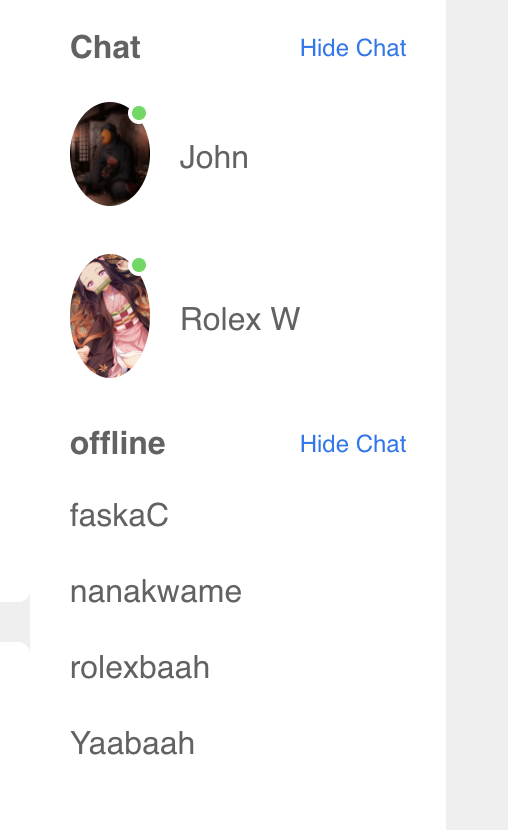 Chat Hide Chat
John
Rolex W
offline Hide Chat
faskaC
nanakwame
rolexbaah
Yaabaah